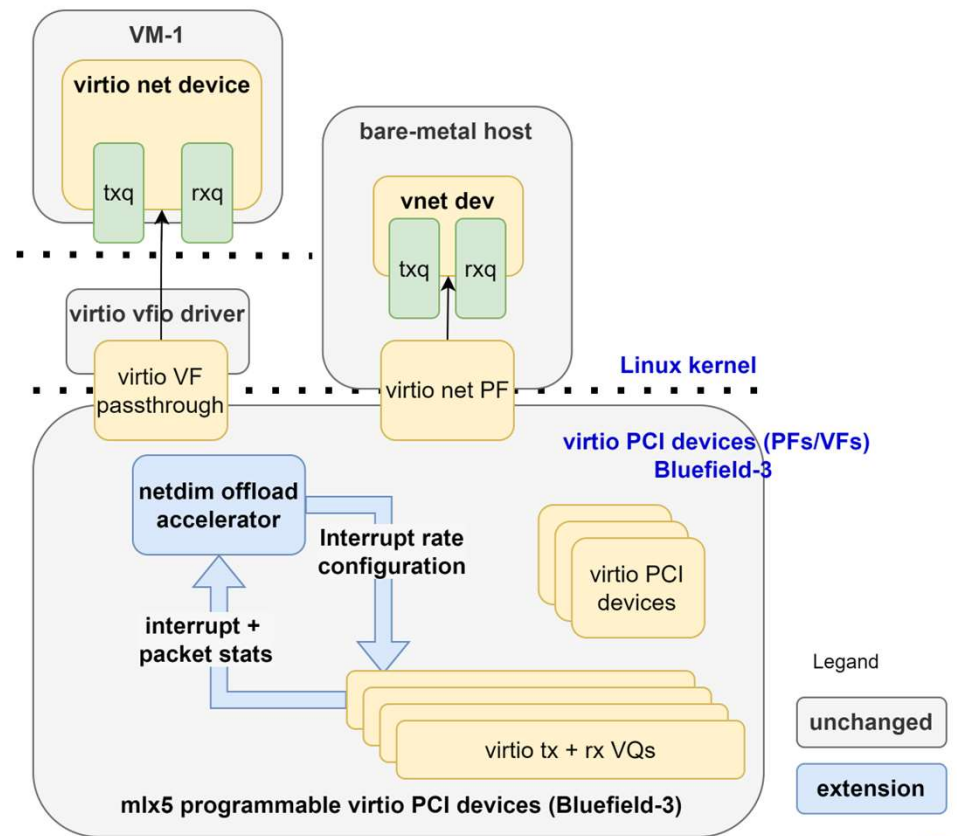 VM-1
virtio net device
txq
rxq
bare-metal host
vnet dev
txq
rxq
virtio vfio driver
virtio VF
passthrough
virtio net PF
Linux kernel
virtio PCI devices (PFs/VFs)
Bluefield-3
netdim offload
accelerator
Interrupt rate
configuration
interrupt +
packet stats
virtio PCI
devices
virtio tx + rx VQs
mlx5 programmable virtio PCI devices (Bluefield-3)
Legand
unchanged
extension